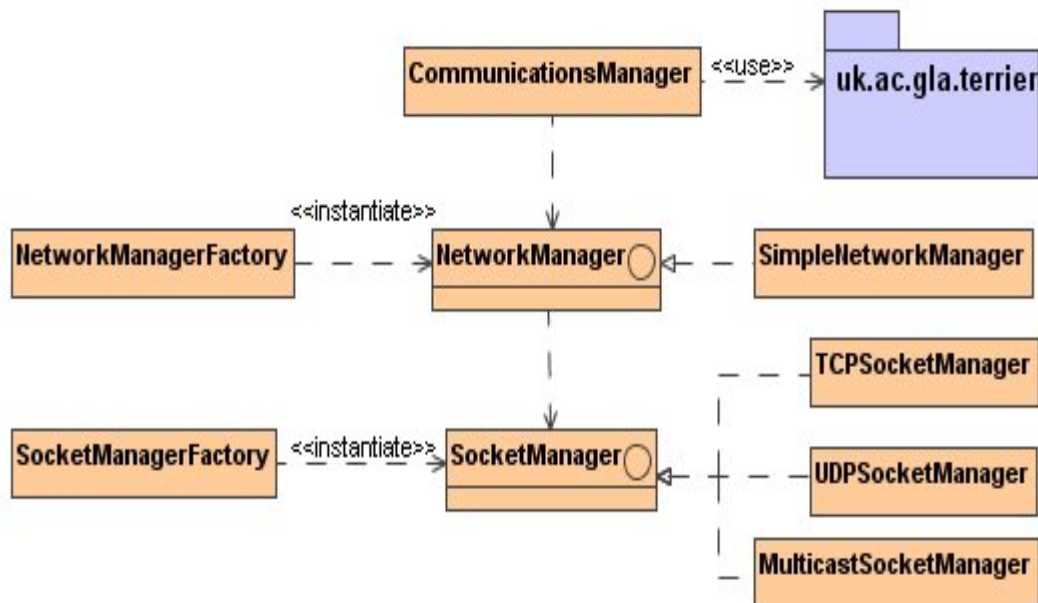 CommunicationsManager
<<use>>
uk.ac.gla.terrier
<<instantiate>>
NetworkManagerFactory
NetworkManager
SimpleNetworkManager
TCPSocketManager
SocketManagerFactory
<<instantiate>>
SocketManager
UDPSocketManager
MulticastSocketManager